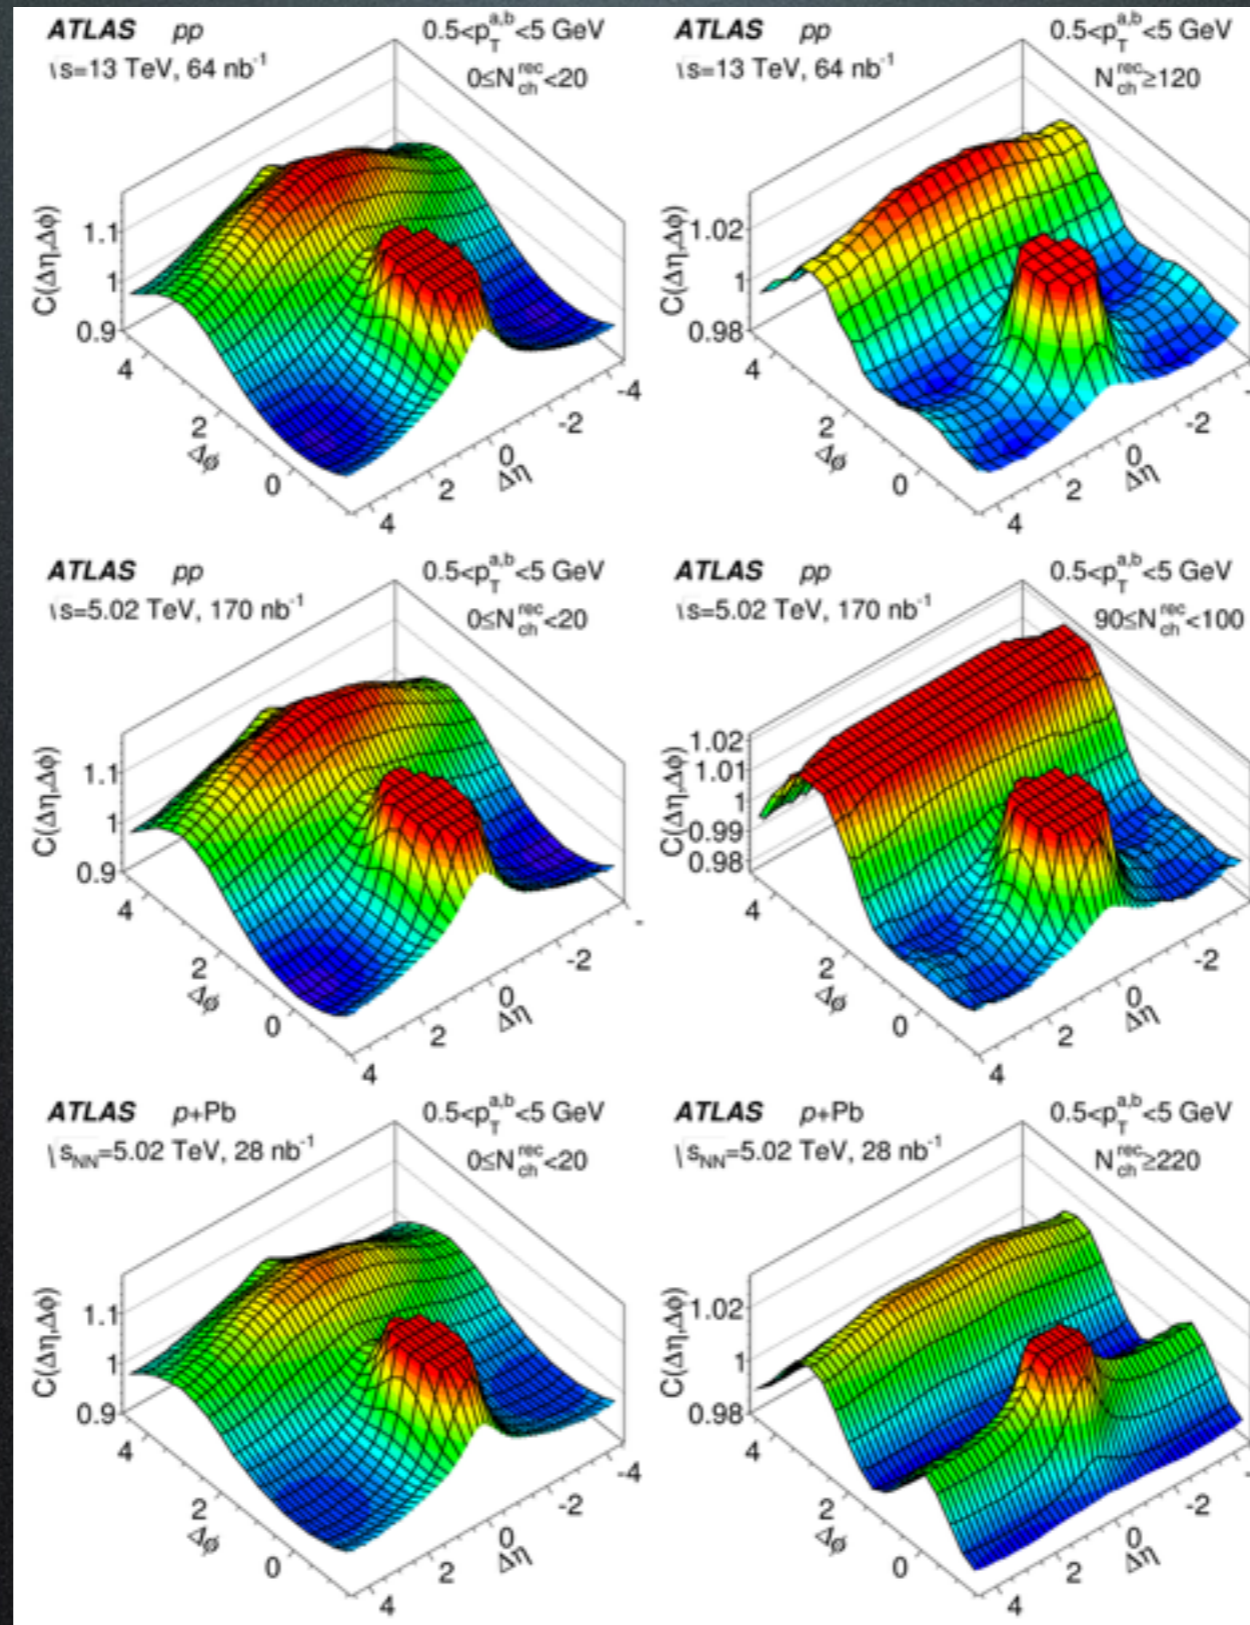 ATLAS pp 0.5<p_T^{a,b}<5 GeV
√s=13 TeV, 64 nb⁻¹ 0≤N_ch^rec<20
C(Δη,Δϕ)
1.1
1
0.9
4
2
Δϕ
0
4
2
0
Δη
-2
-4
ATLAS pp 0.5<p_T^{a,b}<5 GeV
√s=13 TeV, 64 nb⁻¹ N_ch^rec≥120
C(Δη,Δϕ)
1.02
1
0.98
4
2
Δϕ
0
4
2
0
Δη
-2
ATLAS pp 0.5<p_T^{a,b}<5 GeV
√s=5.02 TeV, 170 nb⁻¹ 0≤N_ch^rec<20
C(Δη,Δϕ)
1.1
1
0.9
4
2
Δϕ
0
4
2
0
Δη
-2
-
ATLAS pp 0.5<p_T^{a,b}<5 GeV
√s=5.02 TeV, 170 nb⁻¹ 90≤N_ch^rec<100
C(Δη,Δϕ)
1.02
1.01
1
0.99
0.98
4
2
Δϕ
0
4
2
0
Δη
-2
ATLAS p+Pb 0.5<p_T^{a,b}<5 GeV
√s_NN=5.02 TeV, 28 nb⁻¹ 0≤N_ch^rec<20
C(Δη,Δϕ)
1.1
1
0.9
4
2
Δϕ
0
4
2
0
Δη
-2
-4
ATLAS p+Pb 0.5<p_T^{a,b}<5 GeV
√s_NN=5.02 TeV, 28 nb⁻¹ N_ch^rec≥220
C(Δη,Δϕ)
1.02
1
0.98
4
2
Δϕ
0
4
2
0
Δη
-2